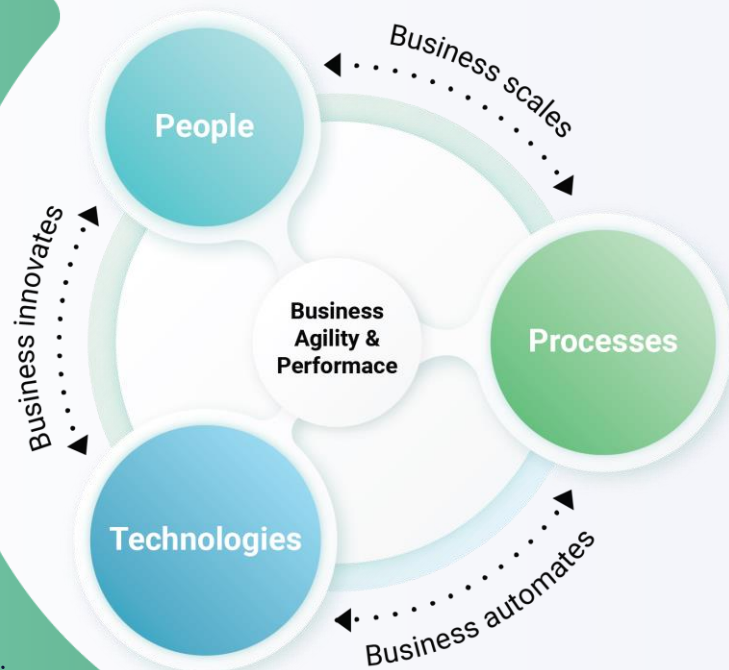 Business scales
People
Business innovates
Business
Agility &
Performace
Processes
Technologies
Business automates
.